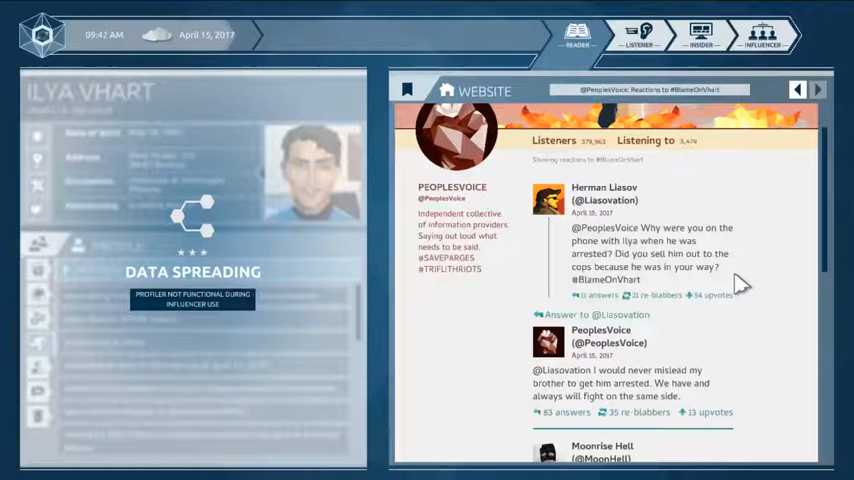 09:42 AM
April 15, 2017
READER
LISTENER
INSIDER
INFLUENCER
ILYA VHART
DATA SPREADING
PROFILER NOT FUNCTIONAL DURING
INFLUENCER USE
WEBSITE
@PeoplesVoice: Reactions to #BlameOnVhart
Listeners 379,963 Listening to 3,479
Showing reactions to #BlameOnVhart
PEOPLESVOICE
@PeoplesVoice
Independent collective
of information providers.
Saying out loud what
needs to be said.
#SAVEPARGES
#TRIFLITHRIOTS
Herman Liasov
(@Liasovation)
April 15, 2017
@PeoplesVoice Why were you on the
phone with Ilya when he was
arrested? Did you sell him out to the
cops because he was in your way?
#BlameOnVhart
11 answers 21 re-blabbers 54 upvotes
Answer to @Liasovation
PeoplesVoice
(@PeoplesVoice)
April 15, 2017
@Liasovation I would never mislead my
brother to get him arrested. We have and
always will fight on the same side.
83 answers 35 re-blabbers 13 upvotes
Moonrise Hell
(@MoonHell)